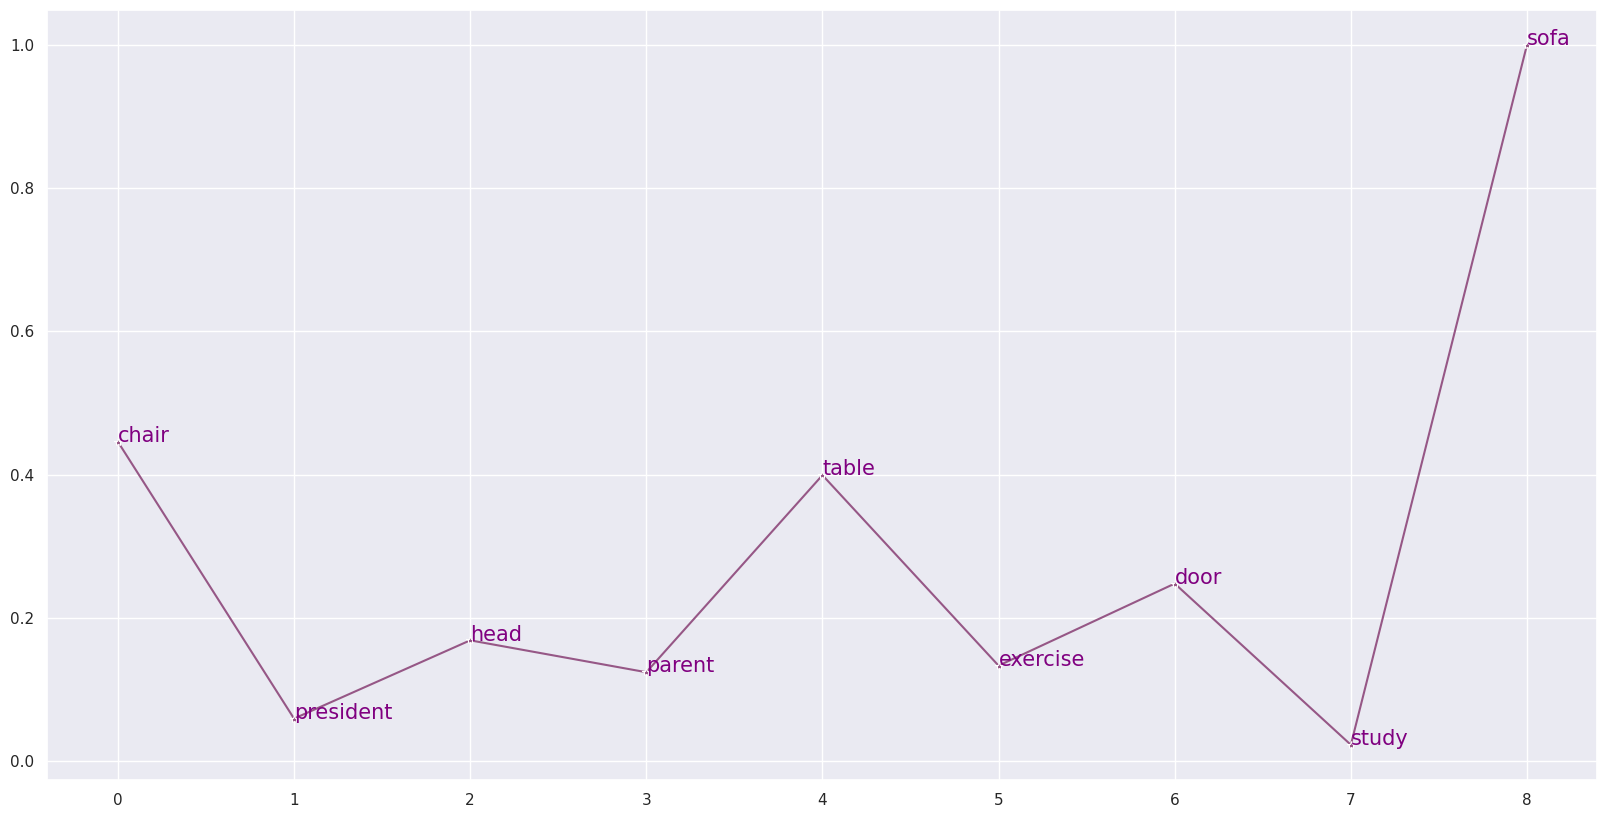 1.0
0.8
0.6
0.4
0.2
0.0
sofa
chair
table
door
head
parent
exercise
president
study
0 1 2 3 4 5 6 7 8